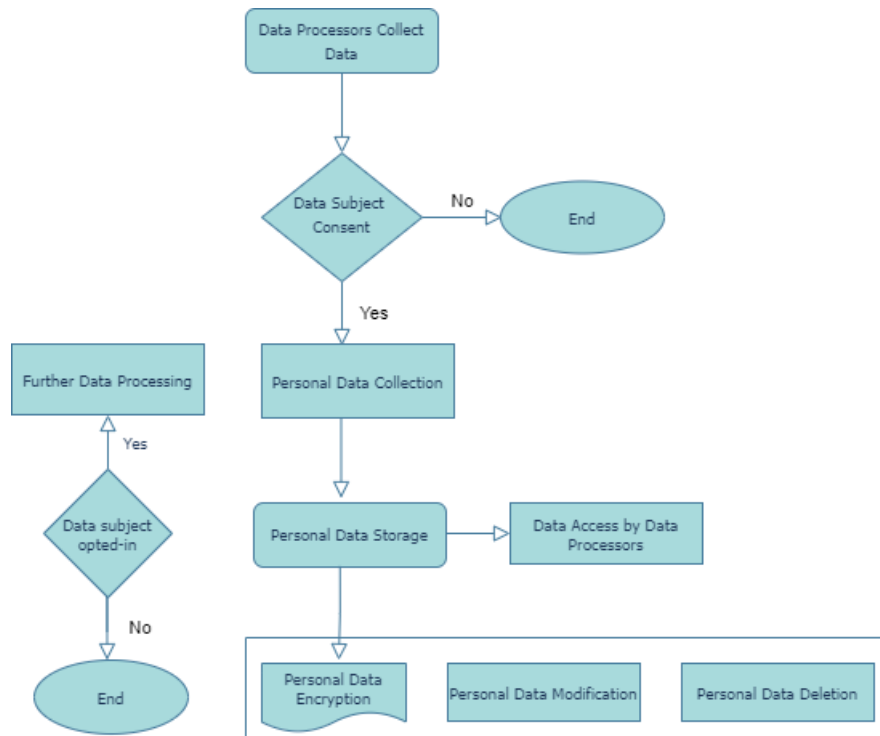 Data Processors Collect
Data
Data Subject
Consent
No
End
Yes
Further Data Processing
Personal Data Collection
Yes
Data subject
opted-in
Personal Data Storage
Data Access by Data
Processors
No
End
Personal Data
Encryption
Personal Data Modification
Personal Data Deletion